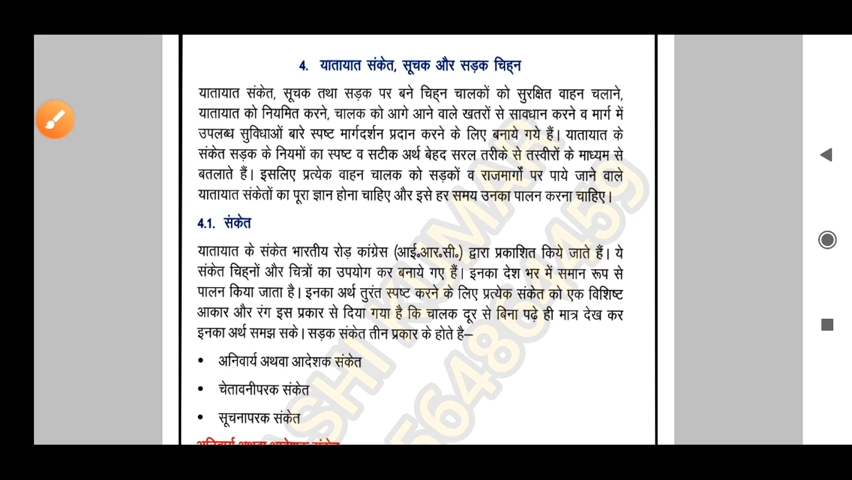 4. यातायात संकेत, सूचक और सड़क चिह्न
यातायात संकेत, सूचक तथा सड़क पर बने चिह्न चालकों को सुरक्षित वाहन चलाने,
यातायात को नियमित करने, चालक को आगे आने वाले खतरों से सावधान करने व मार्ग में
उपलब्ध सुविधाओं बारे स्पष्ट मार्गदर्शन प्रदान करने के लिए बनाये गए हैं। यातायात के
संकेत सड़क के नियमों का स्पष्ट व सटीक अर्थ बेहद सरल तरीके से तस्वीरों के माध्यम से
बतलाते हैं। इसलिए प्रत्येक वाहन चालक को सड़कों व राजमार्गों पर पाये जाने वाले
यातायात संकेतों का पूरा ज्ञान होना चाहिए और इसे हर समय उनका पालन करना चाहिए।
4.1. संकेत
यातायात के संकेत भारतीय रोड़ कांग्रेस (आई॰आर॰सी॰) द्वारा प्रकाशित किये जाते हैं। ये
संकेत चिह्नों और चित्रों का उपयोग कर बनाये गए हैं। इनका देश भर में समान रूप से
पालन किया जाता है। इनका अर्थ तुरंत स्पष्ट करने के लिए प्रत्येक संकेत को एक विशिष्ट
आकार और रंग इस प्रकार से दिया गया है कि चालक दूर से बिना पढ़े ही मात्र देख कर
इनका अर्थ समझ सके। सड़क संकेत तीन प्रकार के होते है–
• अनिवार्य अथवा आदेशक संकेत
• चेतावनीपरक संकेत
• सूचनापरक संकेत
अनिवार्य अथवा आदेशक संकेत